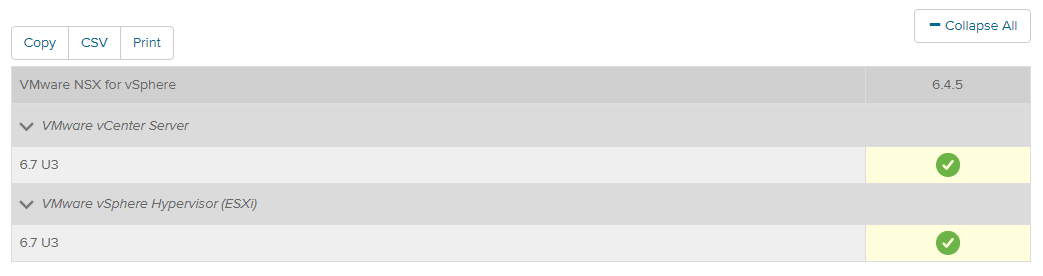 Collapse All
Copy CSV Print
VMware NSX for vSphere 6.4.5
VMware vCenter Server
6.7 U3
VMware vSphere Hypervisor (ESXi)
6.7 U3